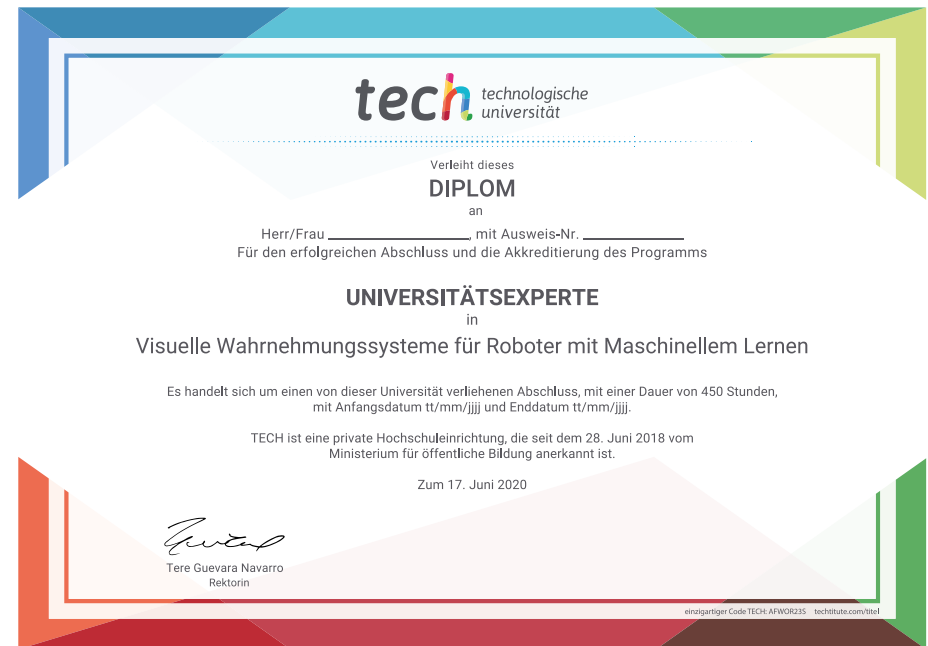 tech technologische
universität
Verleiht dieses
DIPLOM
an
Herr/Frau ____________________, mit Ausweis-Nr. ______________
Für den erfolgreichen Abschluss und die Akkreditierung des Programms
UNIVERSITÄTSEXPERTE
in
Visuelle Wahrnehmungssysteme für Roboter mit Maschinellem Lernen
Es handelt sich um einen von dieser Universität verliehenen Abschluss, mit einer Dauer von 450 Stunden,
mit Anfangsdatum tt/mm/jjjj und Enddatum tt/mm/jjjj.
TECH ist eine private Hochschuleinrichtung, die seit dem 28. Juni 2018 vom
Ministerium für öffentliche Bildung anerkannt ist.
Zum 17. Juni 2020
Tere Guevara Navarro
Rektorin
einzigartiger Code TECH: AFWOR23S techtitute.com/titel